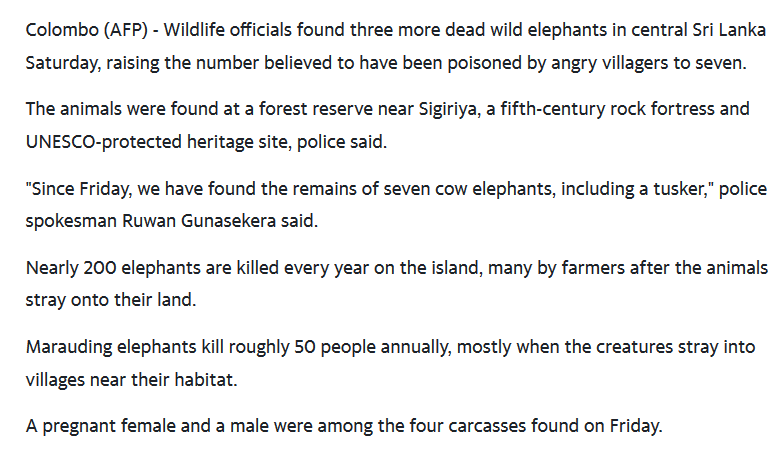 Colombo (AFP) - Wildlife officials found three more dead wild elephants in central Sri Lanka
Saturday, raising the number believed to have been poisoned by angry villagers to seven.
The animals were found at a forest reserve near Sigiriya, a fifth-century rock fortress and
UNESCO-protected heritage site, police said.
"Since Friday, we have found the remains of seven cow elephants, including a tusker," police
spokesman Ruwan Gunasekera said.
Nearly 200 elephants are killed every year on the island, many by farmers after the animals
stray onto their land.
Marauding elephants kill roughly 50 people annually, mostly when the creatures stray into
villages near their habitat.
A pregnant female and a male were among the four carcasses found on Friday.